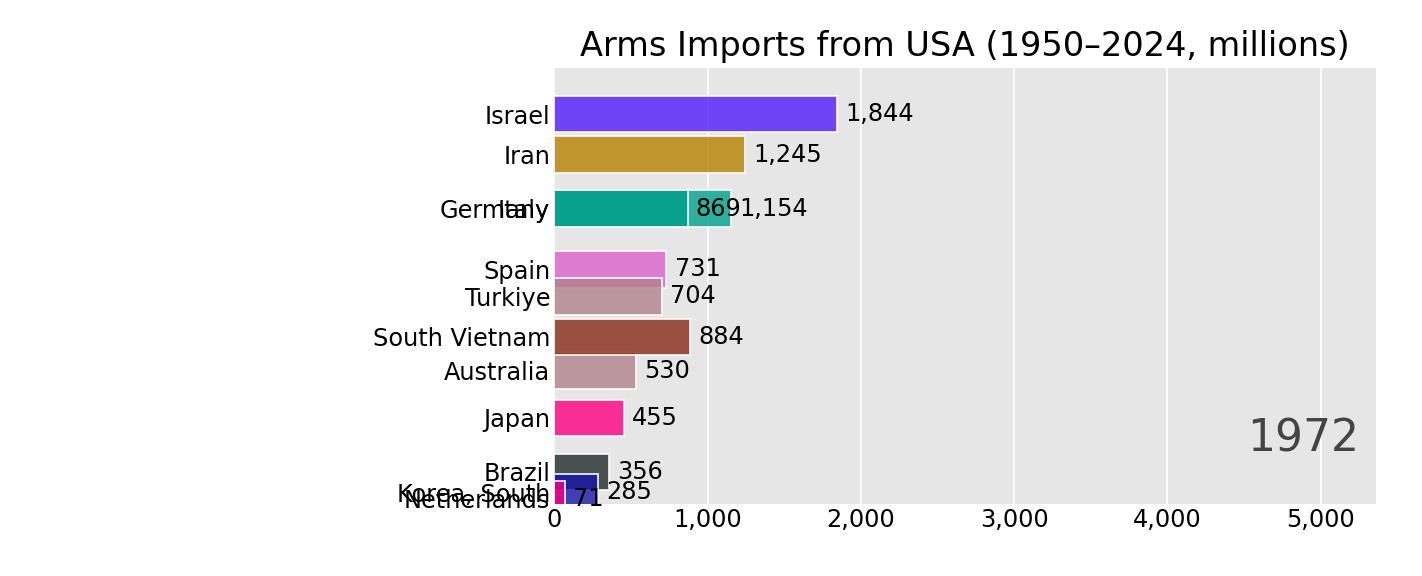 Arms Imports from USA (1950–2024, millions)
Israel 1,844
Iran 1,245
Germany Italy 869 1,154
Spain 731
Turkiye 704
South Vietnam 884
Australia 530
Japan 455
Brazil 356
Korea, South 285
Netherlands 71
1972
0 1,000 2,000 3,000 4,000 5,000